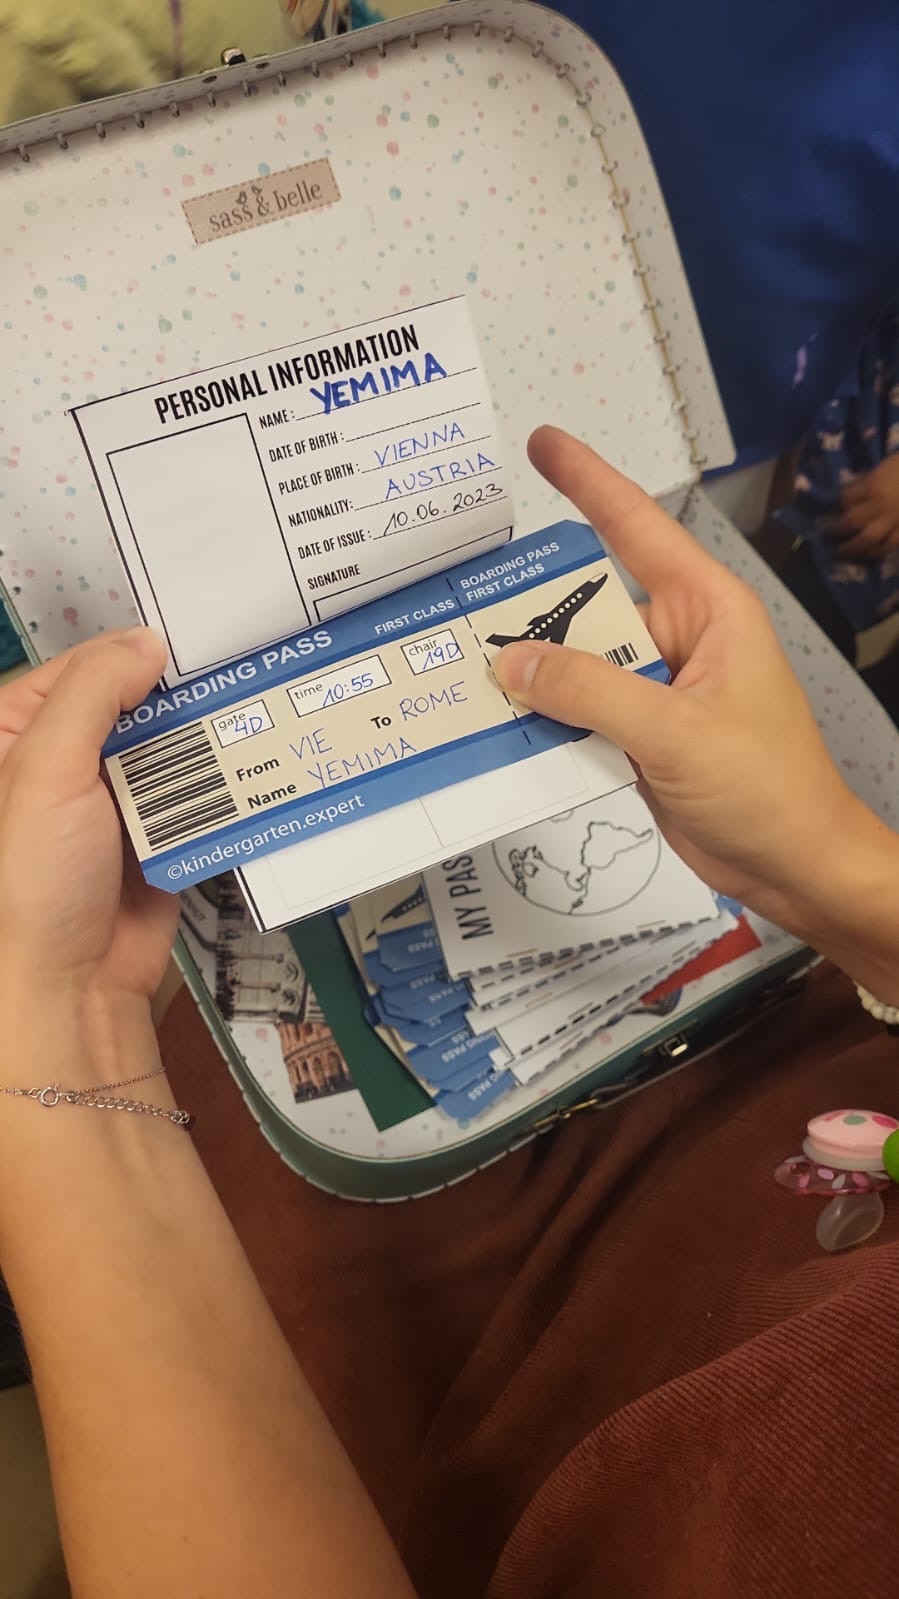 sass & belle
PERSONAL INFORMATION
NAME: YEMIMA
DATE OF BIRTH:
PLACE OF BIRTH: VIENNA
NATIONALITY: AUSTRIA
DATE OF ISSUE: 10.06.2023
SIGNATURE
BOARDING PASS FIRST CLASS
gate 4D time 10:55 chair 19D
From VIE To ROME
Name YEMIMA
©kindergarten.expert
BOARDING PASS
FIRST CLASS
MY PAS
PASS
PASS